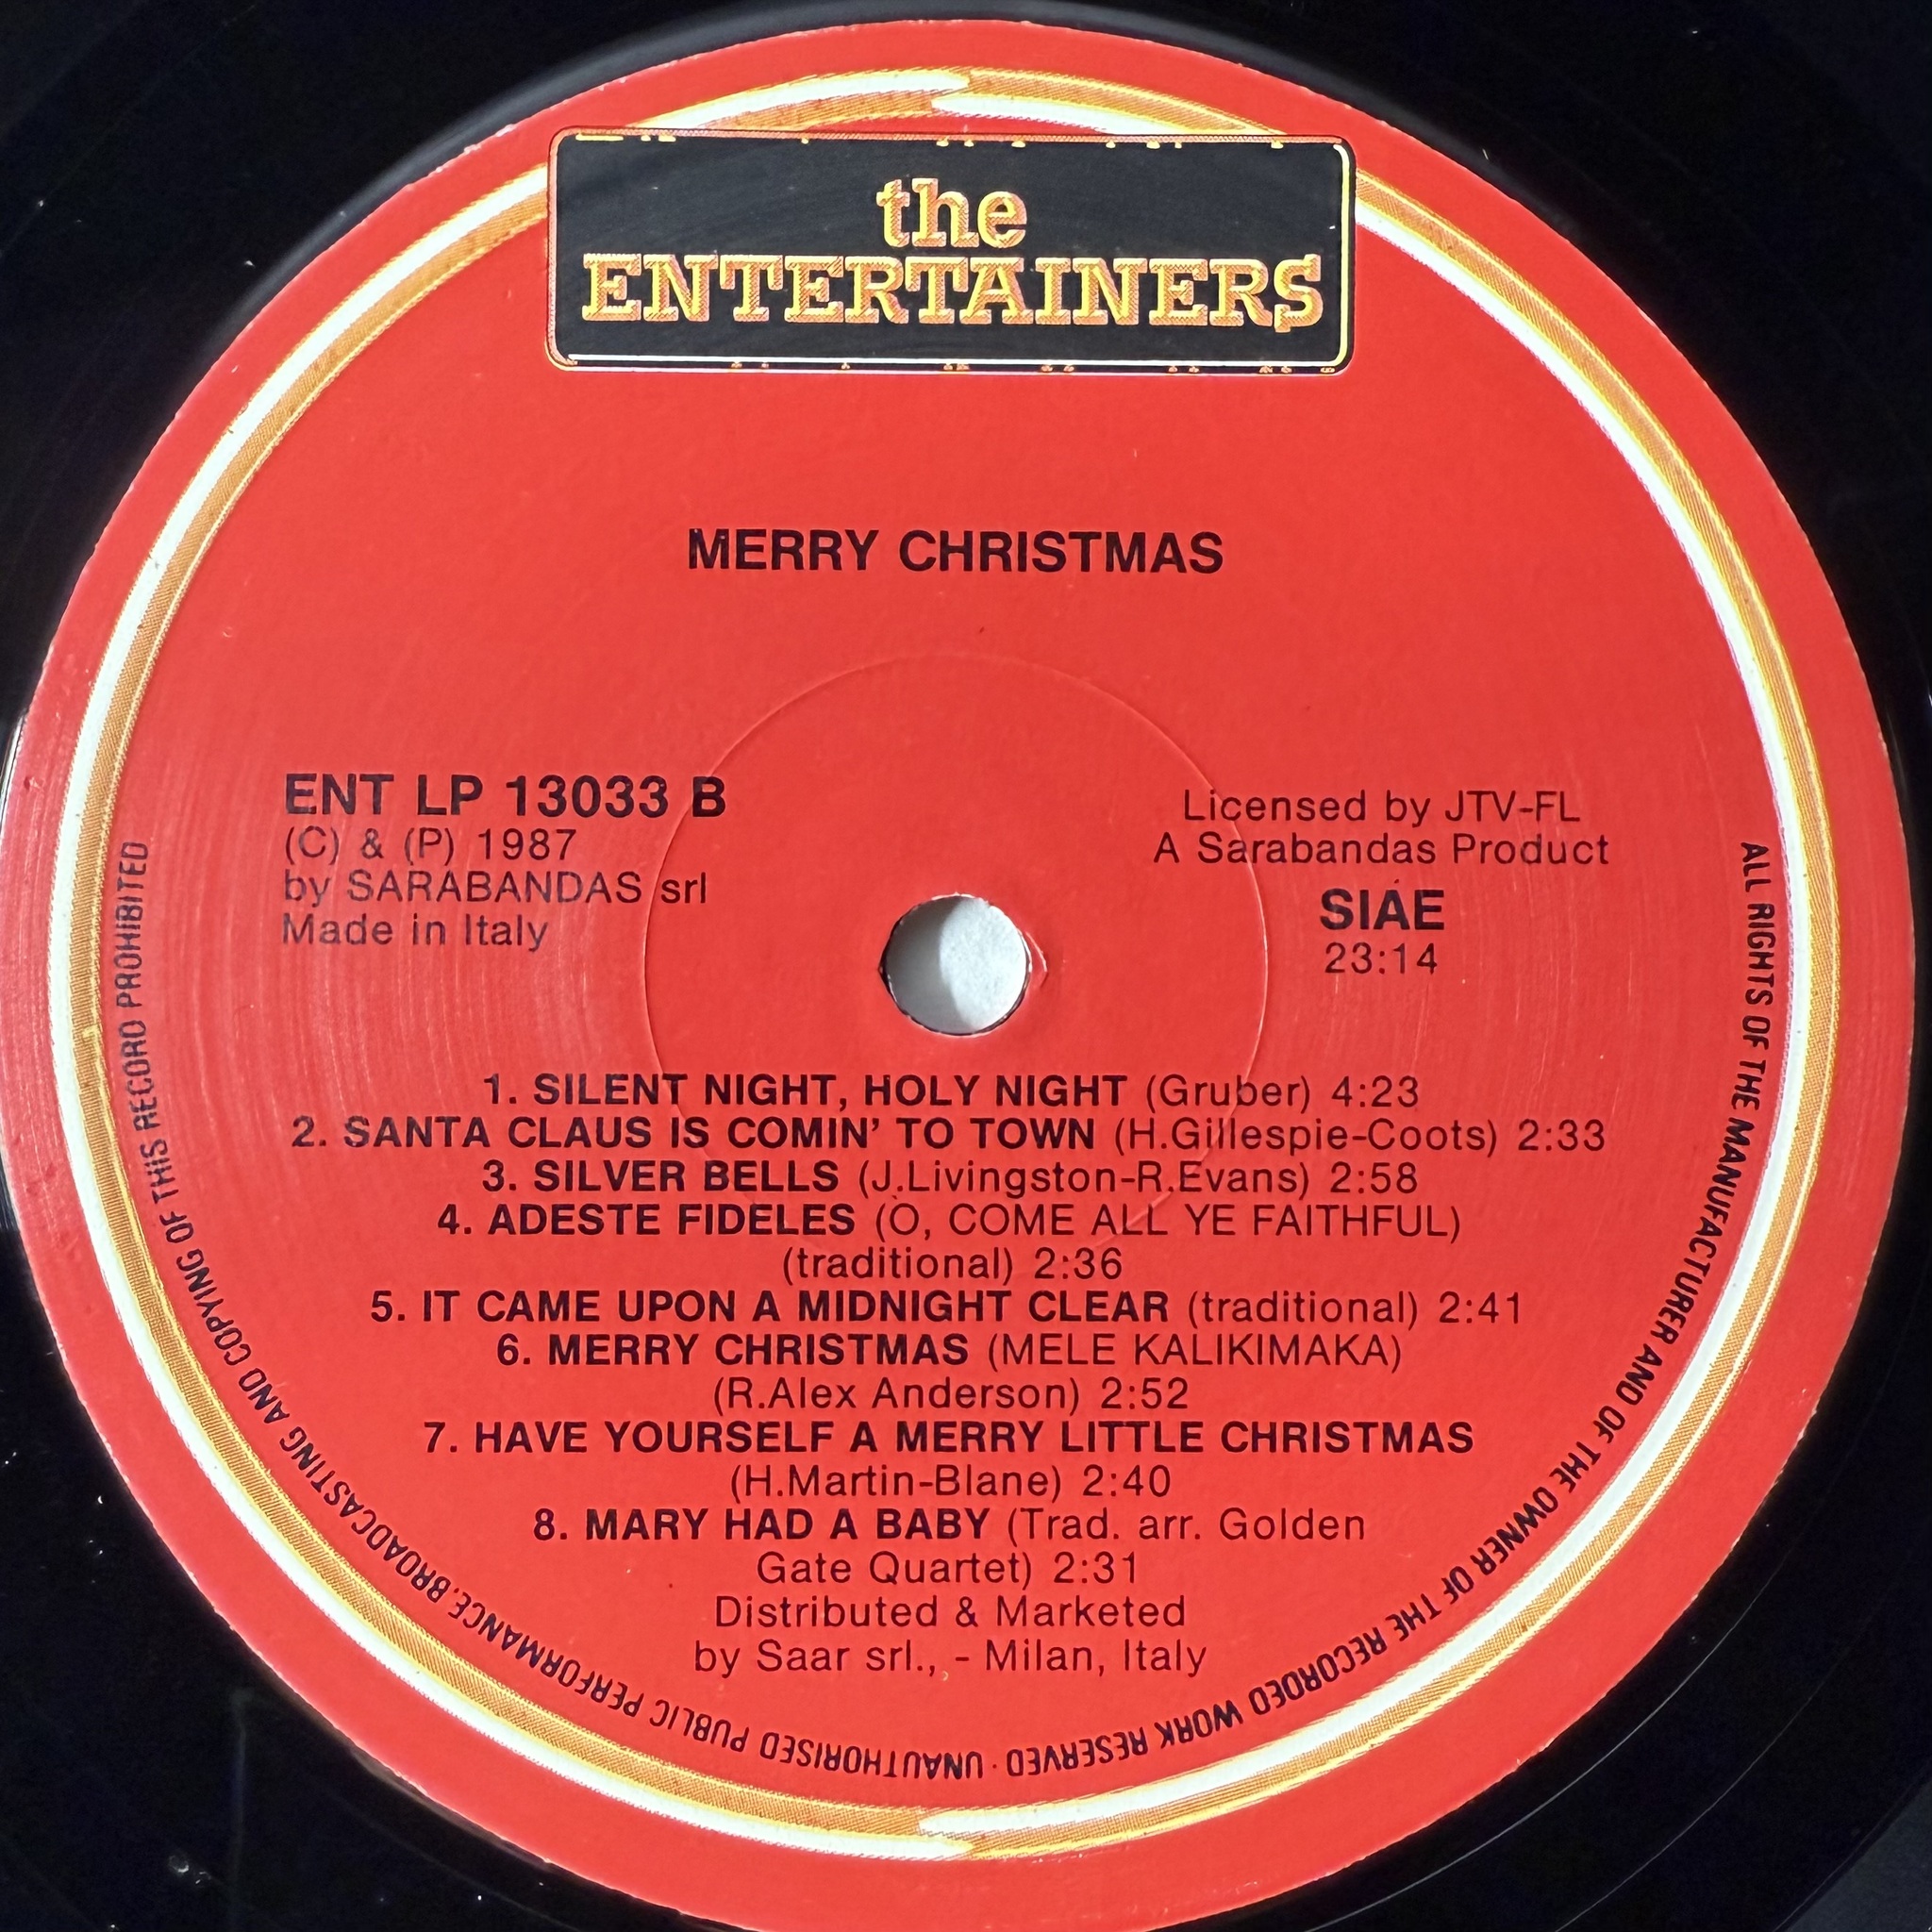 the
ENTERTAINERS
MERRY CHRISTMAS
ENT LP 13033 B
(C) & (P) 1987
by SARABANDAS srl
Made in Italy
Licensed by JTV-FL
A Sarabandas Product
SIAE
23:14
1. SILENT NIGHT, HOLY NIGHT (Gruber) 4:23
2. SANTA CLAUS IS COMIN' TO TOWN (H.Gillespie-Coots) 2:33
3. SILVER BELLS (J.Livingston-R.Evans) 2:58
4. ADESTE FIDELES (O, COME ALL YE FAITHFUL)
(traditional) 2:36
5. IT CAME UPON A MIDNIGHT CLEAR (traditional) 2:41
6. MERRY CHRISTMAS (MELE KALIKIMAKA)
(R.Alex Anderson) 2:52
7. HAVE YOURSELF A MERRY LITTLE CHRISTMAS
(H.Martin-Blane) 2:40
8. MARY HAD A BABY (Trad. arr. Golden
Gate Quartet) 2:31
Distributed & Marketed
by Saar srl., - Milan, Italy
ALL RIGHTS OF THE MANUFACTURER AND OF THE OWNER OF THE RECORDED WORK RESERVED · UNAUTHORISED PUBLIC PERFORMANCE.BROADCASTING AND COPYING OF THIS RECORD PROHIBITED